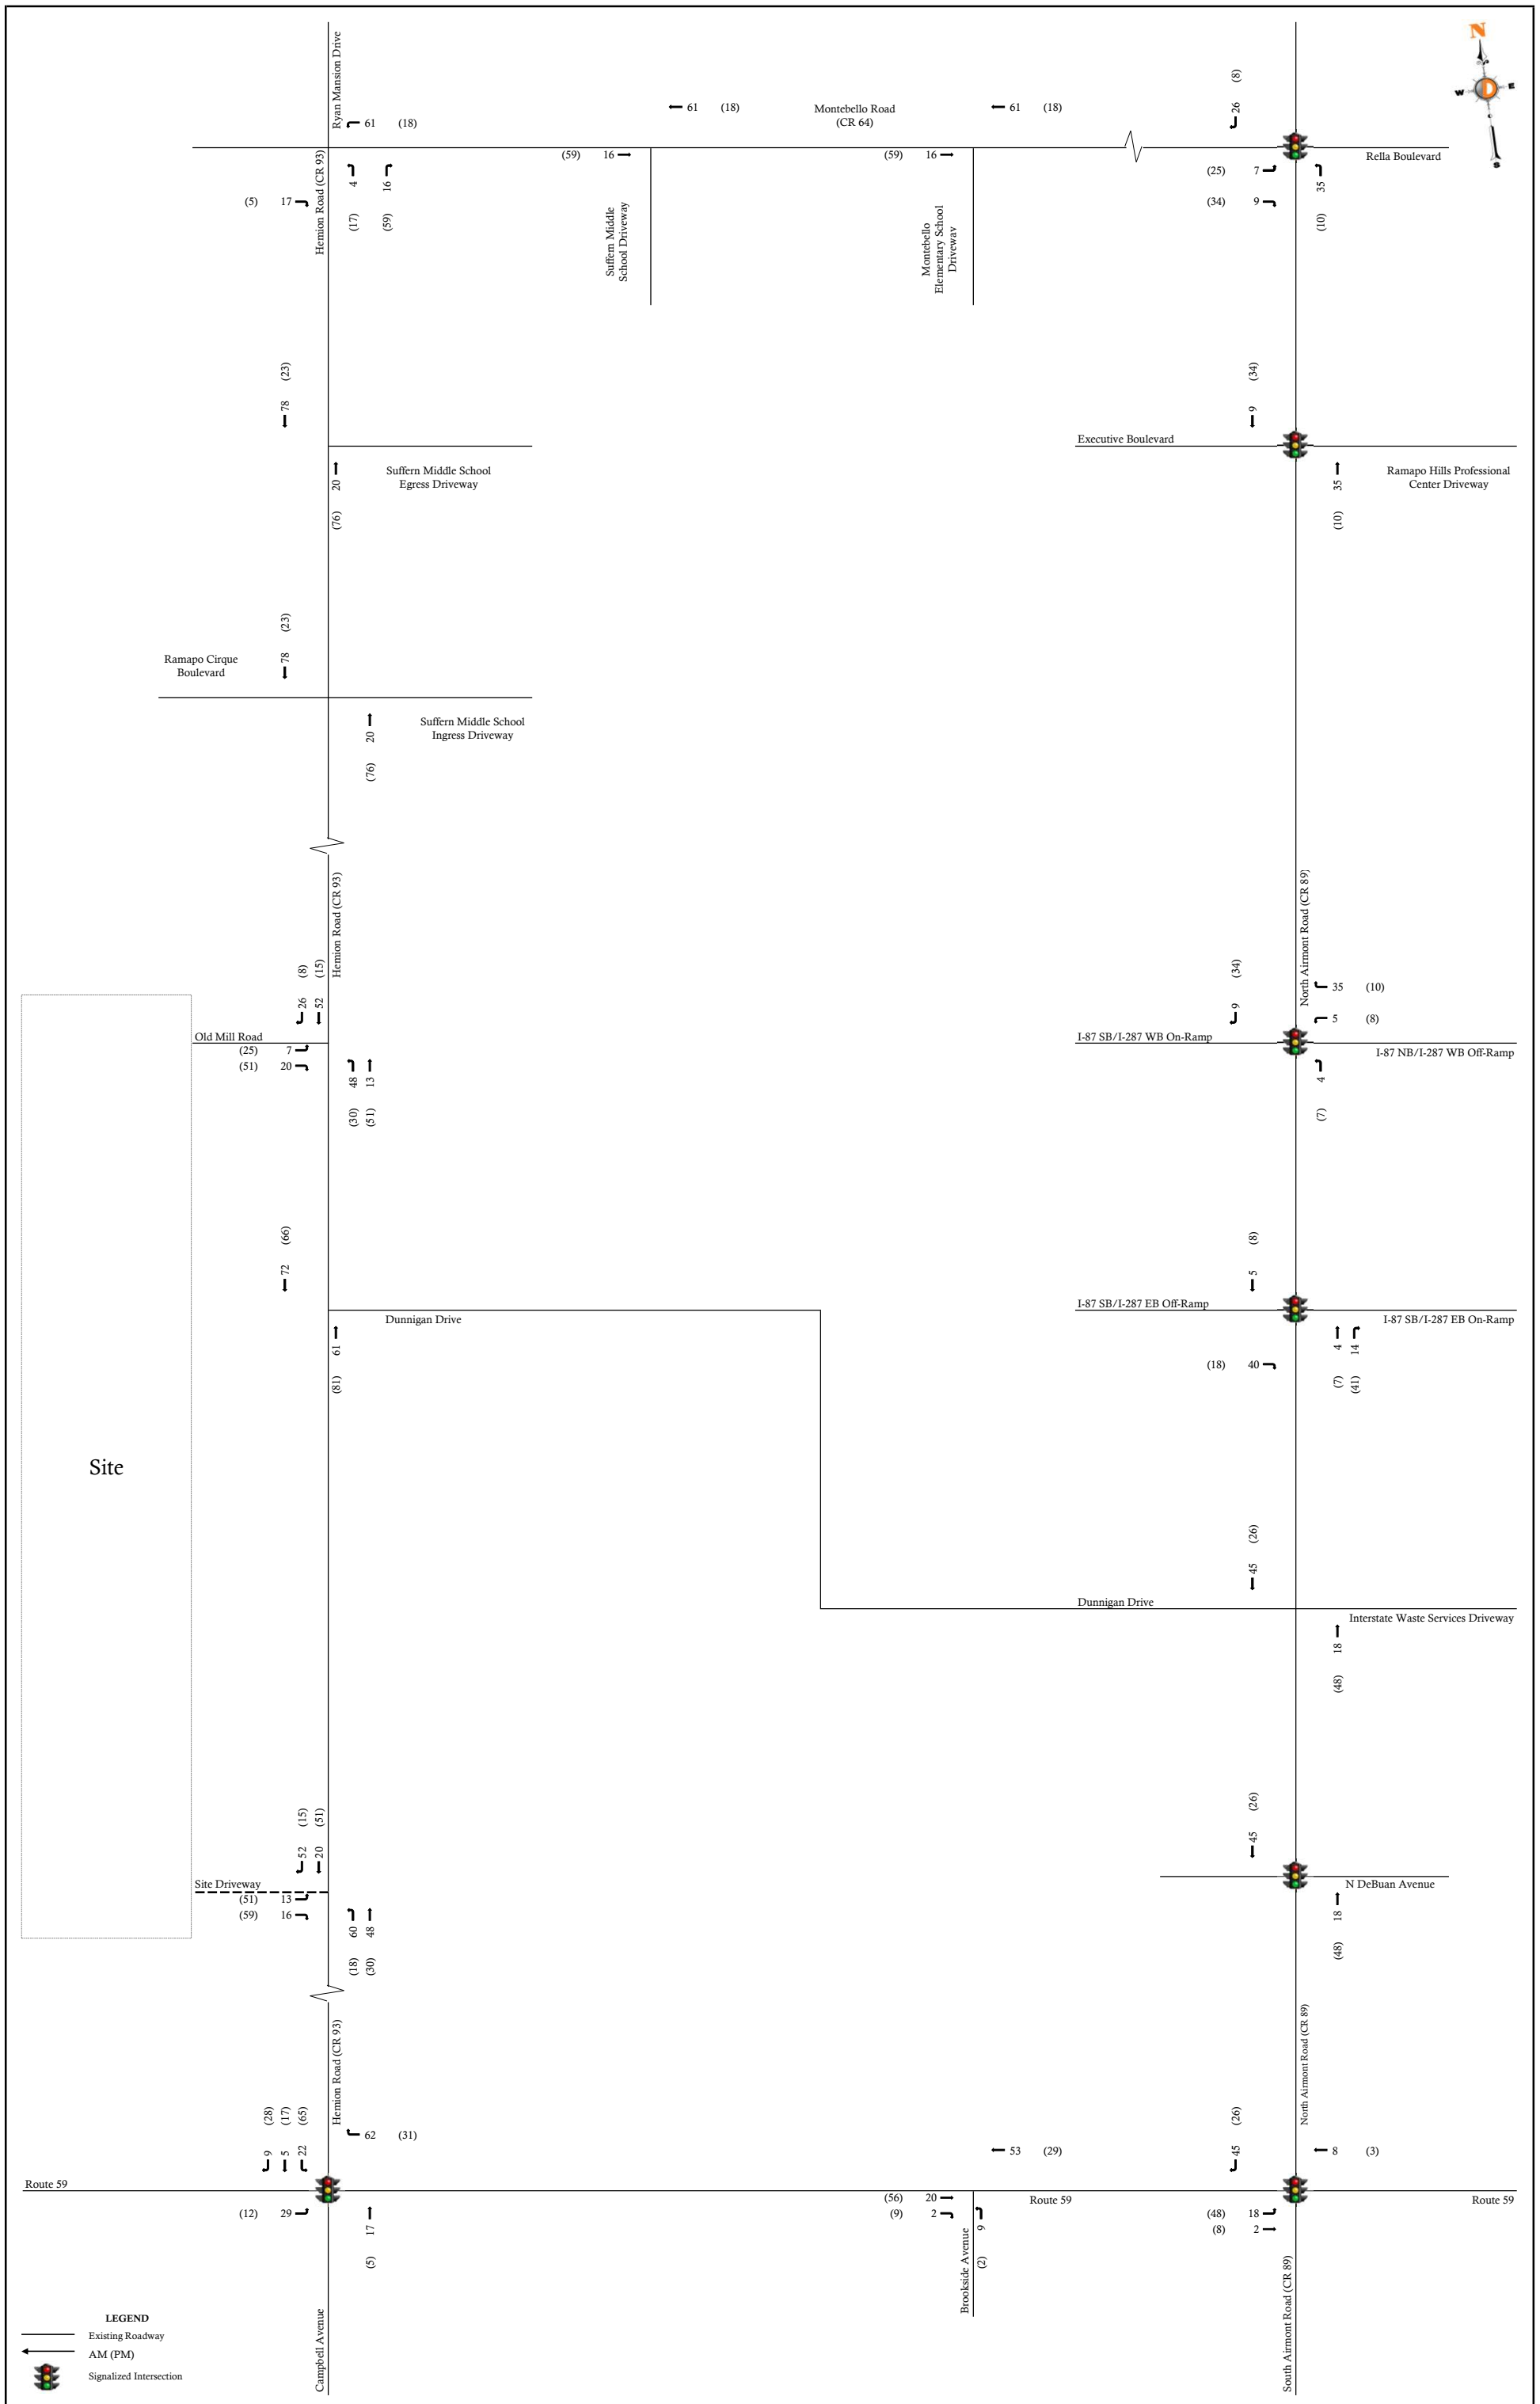 N
W
D
E
S
Ryan Mansion Drive
61 (18)
61 (18)
Montebello Road
(CR 64)
61 (18)
26 (8)
(59) 16
(59) 16
Rella Boulevard
(25) 7
(34) 9
35 (10)
(5) 17
Hemion Road (CR 93)
4 (17)
16 (59)
Suffern Middle
School Driveway
Montebello
Elementary School
Driveway
78 (23)
9 (34)
Executive Boulevard
Suffern Middle School
Egress Driveway
20 (76)
35 (10)
Ramapo Hills Professional
Center Driveway
78 (23)
Ramapo Cirque
Boulevard
Suffern Middle School
Ingress Driveway
20 (76)
Hemion Road (CR 93)
North Airmont Road (CR 89)
26 (8)
52 (15)
9 (34)
35 (10)
5 (8)
Old Mill Road
(25) 7
(51) 20
I-87 SB/I-287 WB On-Ramp
I-87 NB/I-287 WB Off-Ramp
48 (30)
13 (51)
4 (7)
72 (66)
5 (8)
I-87 SB/I-287 EB Off-Ramp
Dunnigan Drive
I-87 SB/I-287 EB On-Ramp
61 (81)
(18) 40
4 (7)
14 (41)
Site
45 (26)
Dunnigan Drive
Interstate Waste Services Driveway
18 (48)
52 (15)
20 (51)
45 (26)
Site Driveway
(51) 13
(59) 16
N DeBuan Avenue
60 (18)
48 (30)
18 (48)
Hemion Road (CR 93)
North Airmont Road (CR 89)
9 (28)
5 (17)
22 (65)
62 (31)
53 (29)
45 (26)
8 (3)
Route 59
(12) 29
17 (5)
(56) 20
(9) 2
Route 59
9 (2)
(48) 18
(8) 2
Route 59
Brookside Avenue
Campbell Avenue
South Airmont Road (CR 89)
LEGEND
Existing Roadway
AM (PM)
Signalized Intersection